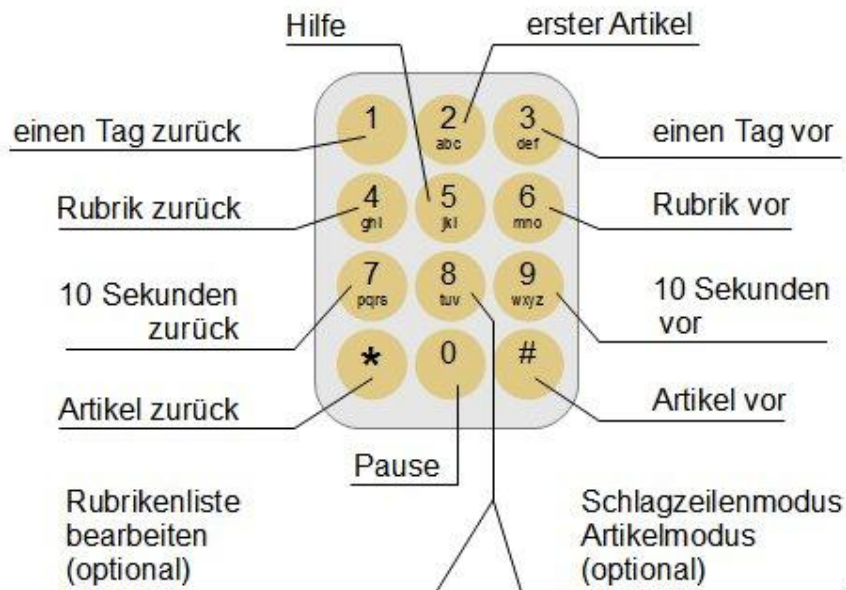 Hilfe
erster Artikel
1
2
abc
3
def
einen Tag zurück
einen Tag vor
4
ghi
5
jkl
6
mno
Rubrik zurück
Rubrik vor
7
pqrs
8
tuv
9
wxyz
10 Sekunden
zurück
10 Sekunden
vor
*
0
#
Artikel zurück
Artikel vor
Pause
Rubrikenliste
bearbeiten
(optional)
Schlagzeilenmodus
Artikelmodus
(optional)